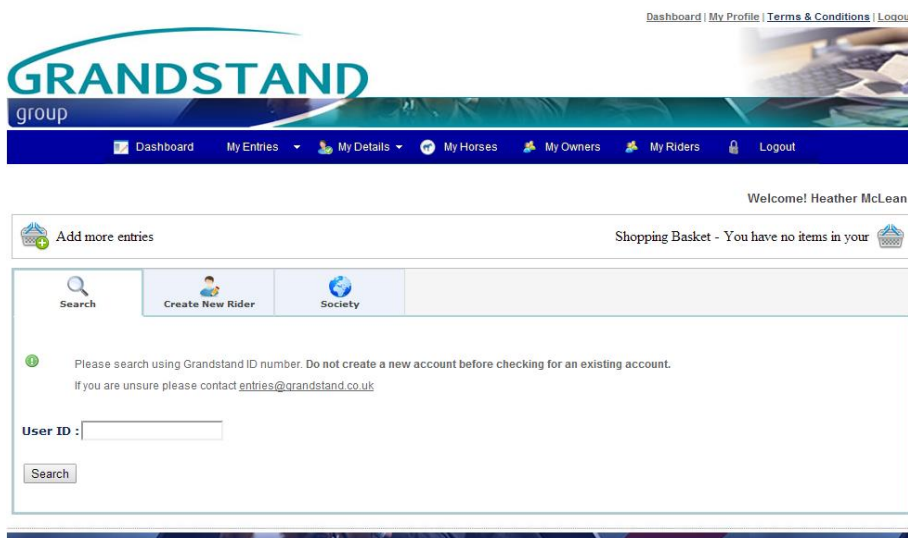 Dashboard | My Profile | Terms & Conditions | Logou
GRANDSTAND
group
Dashboard My Entries My Details My Horses My Owners My Riders Logout
Welcome! Heather McLean
Add more entries Shopping Basket - You have no items in your
Search Create New Rider Society
Please search using Grandstand ID number. Do not create a new account before checking for an existing account.
If you are unsure please contact entries@grandstand.co.uk
User ID :
Search